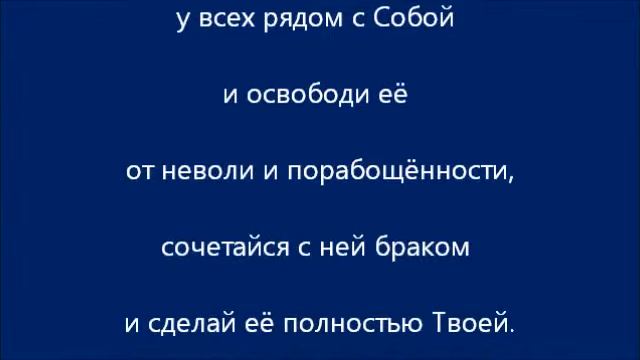 у всех рядом с Собой
и освободи её
от неволи и порабощённости,
сочетайся с ней браком
и сделай её полностью Твоей.